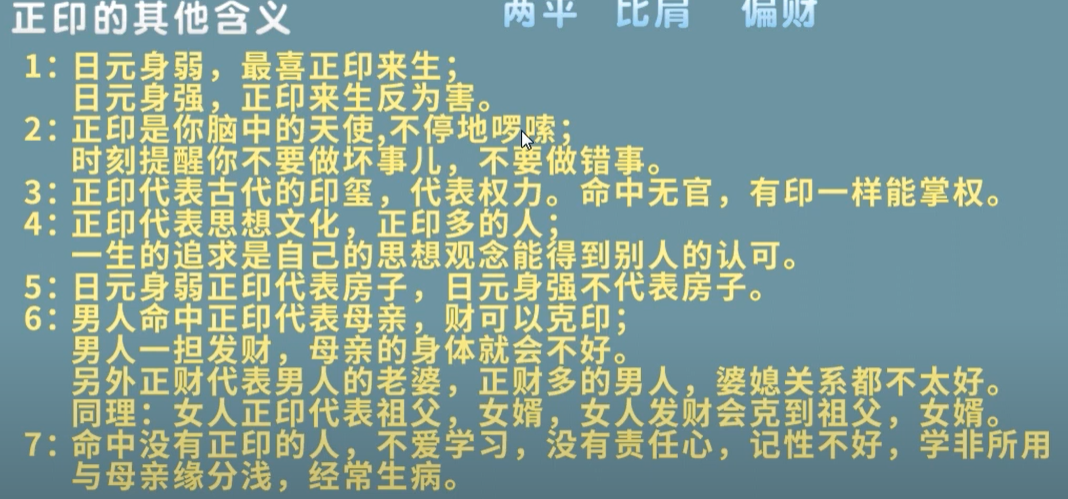 正印的其他含义
两平 比肩 偏财
1：日元身弱，最喜正印来生；
日元身强，正印来生反为害。
2：正印是你脑中的天使,不停地啰嗦；
时刻提醒你不要做坏事儿，不要做错事。
3：正印代表古代的印玺，代表权力。命中无官，有印一样能掌权。
4：正印代表思想文化，正印多的人；
一生的追求是自己的思想观念能得到别人的认可。
5：日元身弱正印代表房子，日元身强不代表房子。
6：男人命中正印代表母亲，财可以克印；
男人一担发财，母亲的身体就会不好。
另外正财代表男人的老婆，正财多的男人，婆媳关系都不太好。
同理：女人正印代表祖父，女婿，女人发财会克到祖父，女婿。
7：命中没有正印的人，不爱学习，没有责任心，记性不好，学非所用
与母亲缘分浅，经常生病。